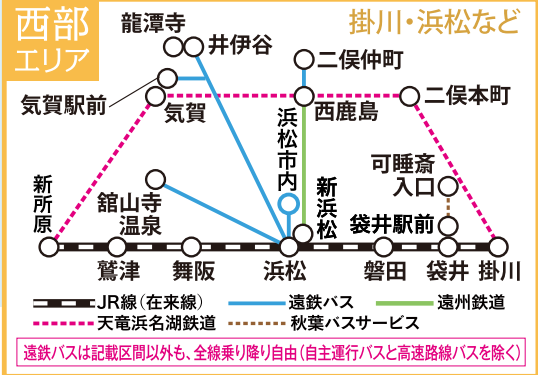 西部
エリア
掛川・浜松など
龍潭寺
井伊谷
二俣仲町
気賀駅前
気賀
西鹿島
二俣本町
浜松市内
新所原
舘山寺
温泉
新浜松
可睡斎
入口
袋井駅前
鷲津
舞阪
浜松
磐田
袋井
掛川
JR線（在来線）
遠鉄バス
遠州鉄道
天竜浜名湖鉄道
秋葉バスサービス
遠鉄バスは記載区間以外も、全線乗り降り自由（自主運行バスと高速路線バスを除く）